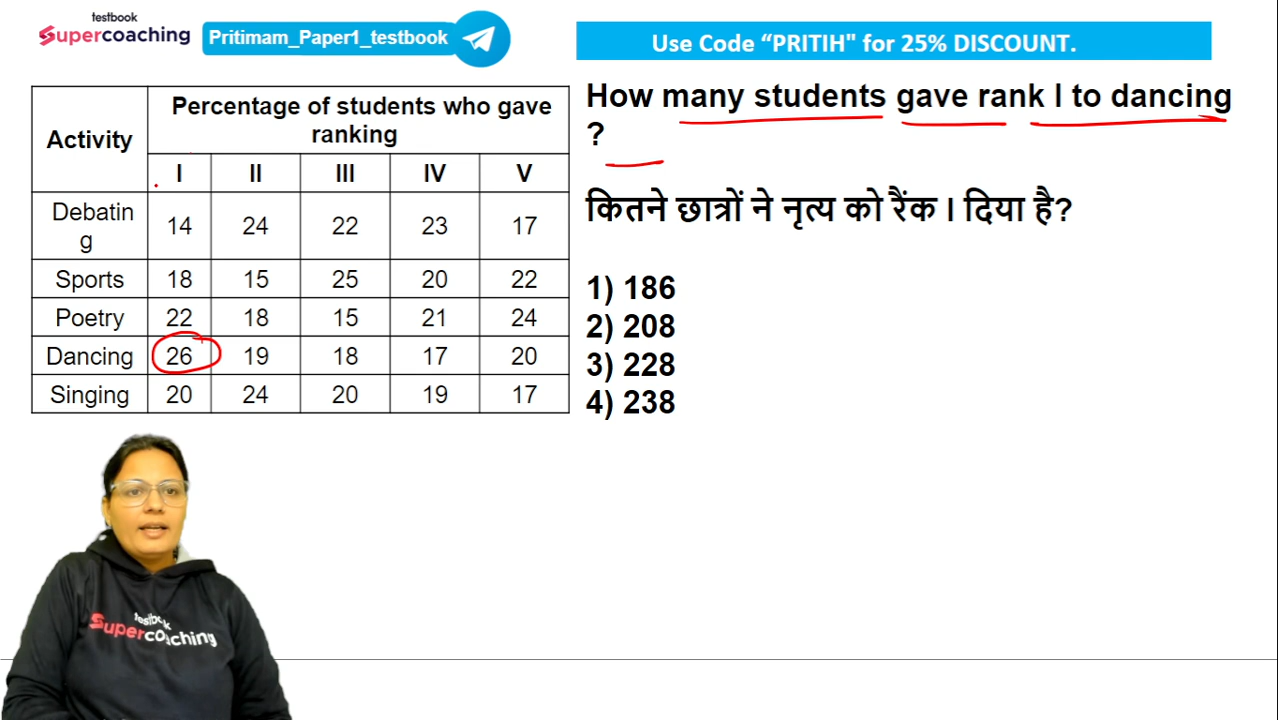 testbook
Supercoaching
Pritimam_Paper1_testbook
Use Code “PRITIH" for 25% DISCOUNT.
Activity
Percentage of students who gave
ranking
I II III IV V
Debatin
g
14 24 22 23 17
Sports 18 15 25 20 22
Poetry 22 18 15 21 24
Dancing 26 19 18 17 20
Singing 20 24 20 19 17
How many students gave rank I to dancing
?
कितने छात्रों ने नृत्य को रैंक I दिया है?
1) 186
2) 208
3) 228
4) 238
testbook
Supercoaching